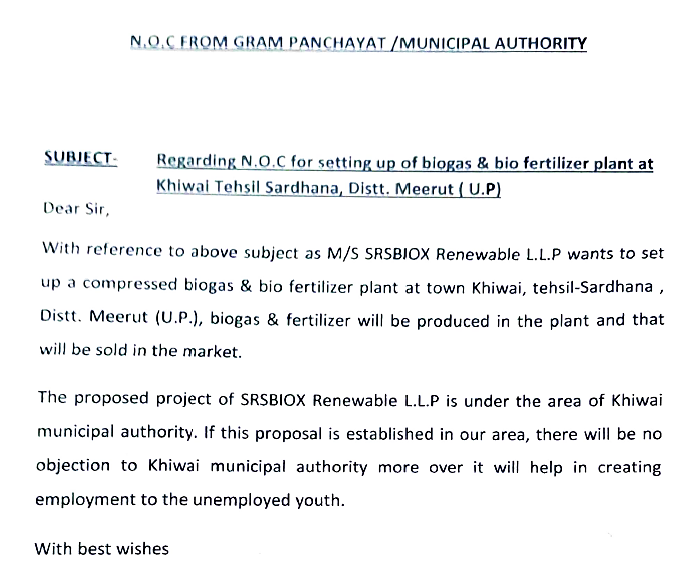 N.O.C FROM GRAM PANCHAYAT /MUNICIPAL AUTHORITY
SUBJECT- Regarding N.O.C for setting up of biogas & bio fertilizer plant at
Khiwai Tehsil Sardhana, Distt. Meerut ( U.P)
Dear Sir,
With reference to above subject as M/S SRSBIOX Renewable L.L.P wants to set
up a compressed biogas & bio fertilizer plant at town Khiwai, tehsil-Sardhana ,
Distt. Meerut (U.P.), biogas & fertilizer will be produced in the plant and that
will be sold in the market.
The proposed project of SRSBIOX Renewable L.L.P is under the area of Khiwai
municipal authority. If this proposal is established in our area, there will be no
objection to Khiwai municipal authority more over it will help in creating
employment to the unemployed youth.
With best wishes